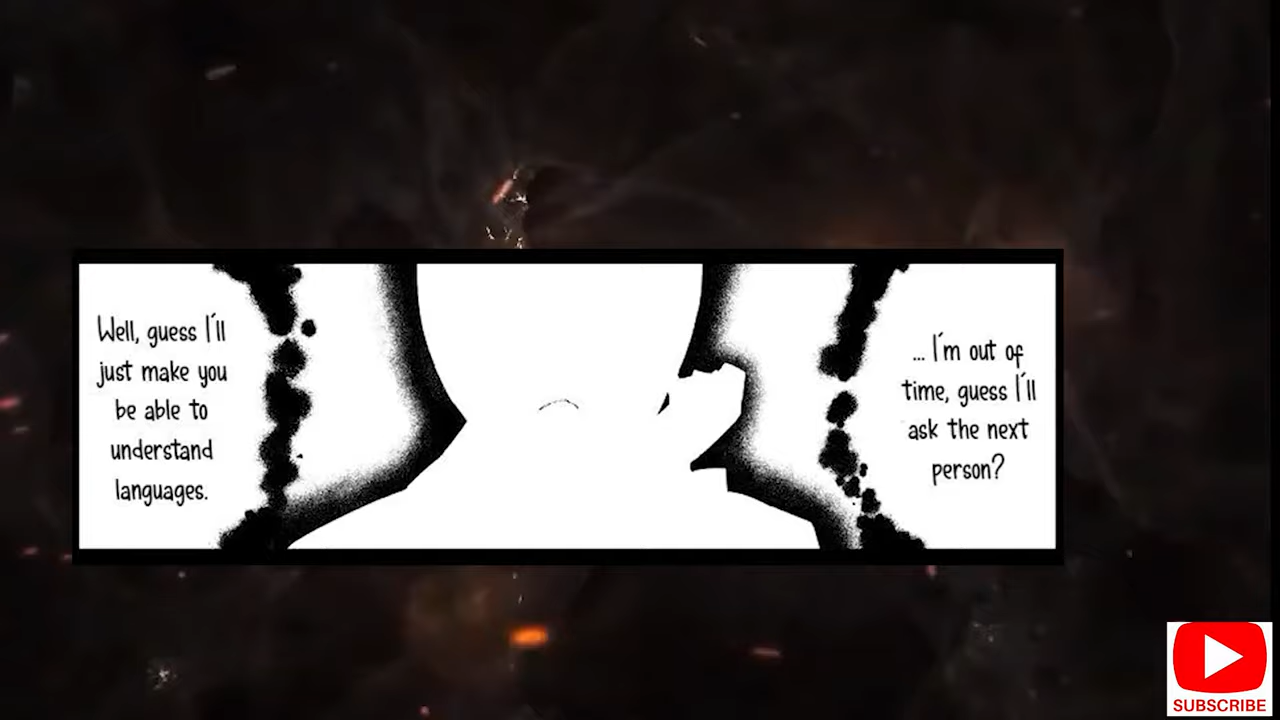 Well, guess I'll
just make you
be able to
understand
languages.
... I'm out of
time, guess I'll
ask the next
person?
SUBSCRIBE